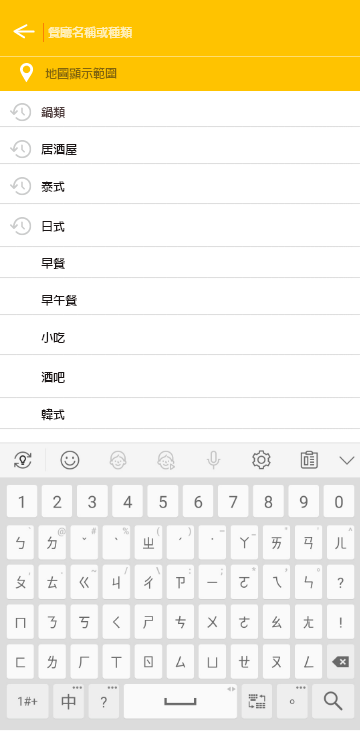 餐廳名稱或種類
地圖顯示範圍
鍋類
居酒屋
泰式
日式
早餐
早午餐
小吃
酒吧
韓式
1 2 3 4 5 6 7 8 9 0
ㄅ ㄉ ˇ ˋ ㄓ ˊ ˙ ㄚ ㄞ ㄢ ㄦ
ㄆ ㄊ ㄍ ㄐ ㄔ ㄗ ㄧ ㄛ ㄟ ㄣ ?
ㄇ ㄋ ㄎ ㄑ ㄕ ㄘ ㄨ ㄜ ㄠ ㄤ !
ㄈ ㄌ ㄏ ㄒ ㄖ ㄙ ㄩ ㄝ ㄡ ㄥ
1#+ 中 ? 。